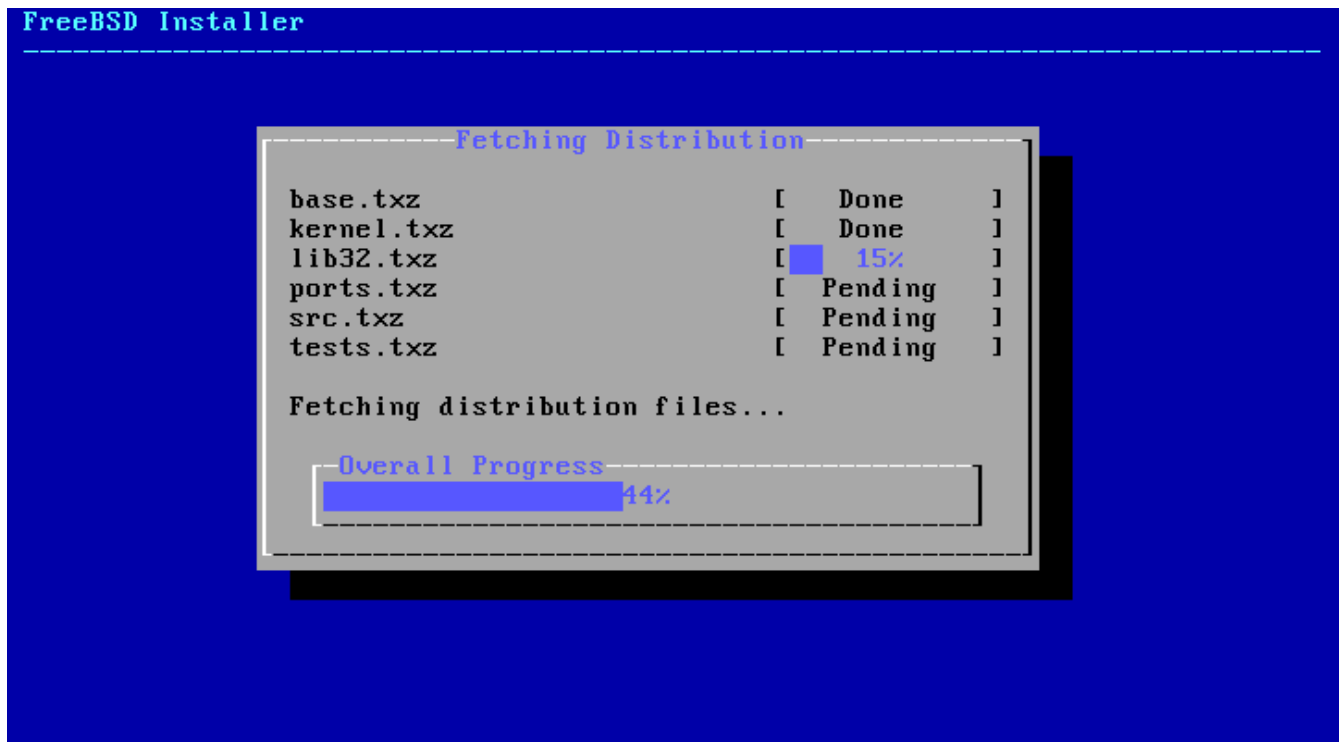 FreeBSD Installer
Fetching Distribution
base.txz [ Done ]
kernel.txz [ Done ]
lib32.txz [ 15% ]
ports.txz [ Pending ]
src.txz [ Pending ]
tests.txz [ Pending ]
Fetching distribution files...
Overall Progress
44%